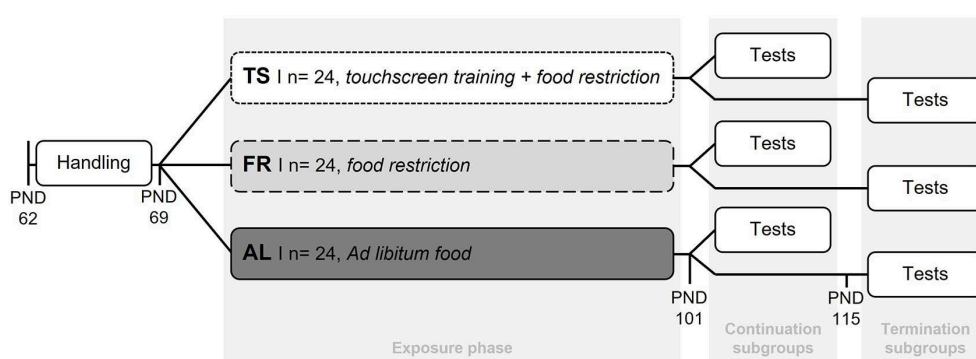 Tests
TS | n= 24, touchscreen training + food restriction
Tests
Tests
Handling
FR | n= 24, food restriction
PND
62
PND
69
Tests
Tests
AL | n= 24, Ad libitum food
Tests
PND
101
PND
115
Exposure phase
Continuation
subgroups
Termination
subgroups